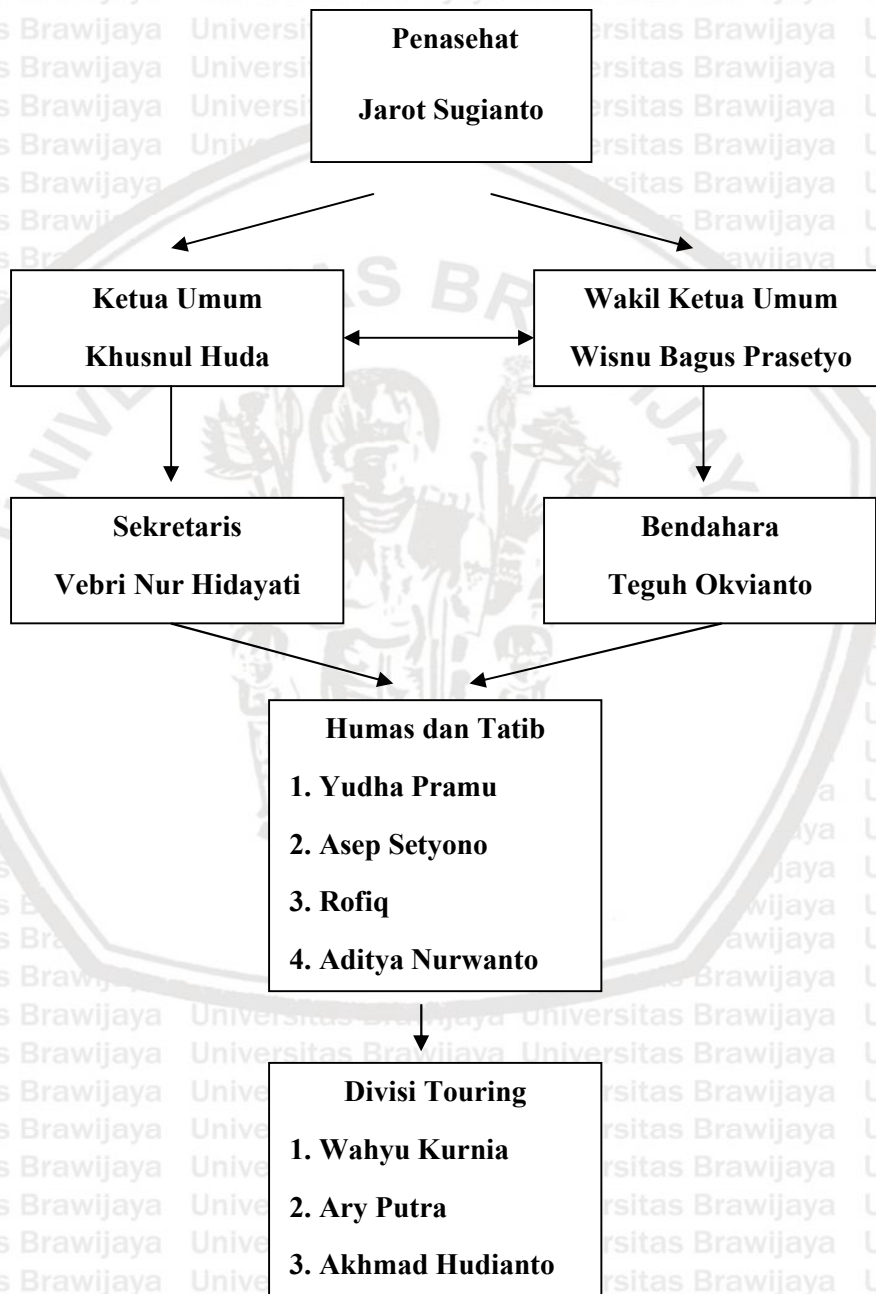 Penasehat
Jarot Sugianto
Ketua Umum
Khusnul Huda
Wakil Ketua Umum
Wisnu Bagus Prasetyo
Sekretaris
Vebri Nur Hidayati
Bendahara
Teguh Okvianto
Humas dan Tatib
1. Yudha Pramu
2. Asep Setyono
3. Rofiq
4. Aditya Nurwanto
Divisi Touring
1. Wahyu Kurnia
2. Ary Putra
3. Akhmad Hudianto